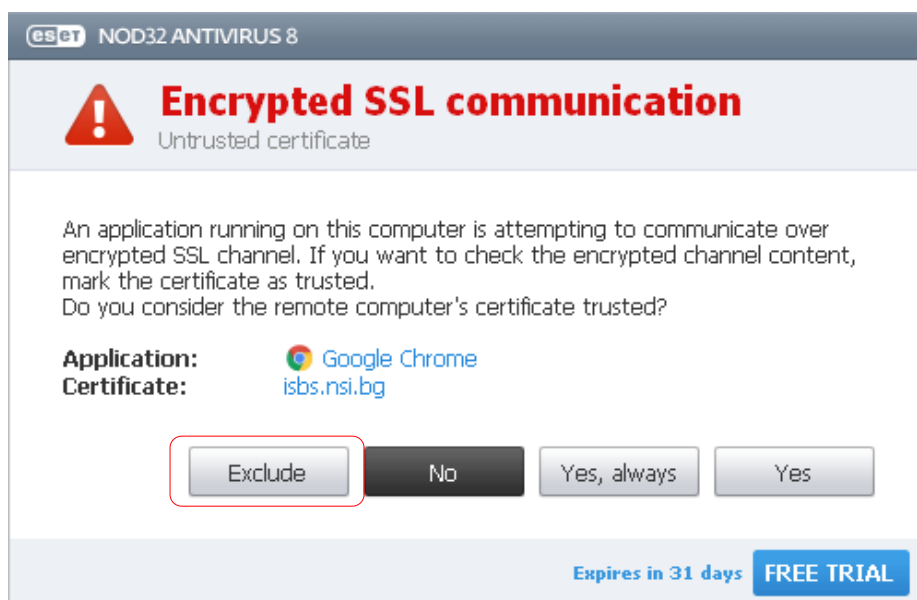 eset NOD32 ANTIVIRUS 8
Encrypted SSL communication
Untrusted certificate
An application running on this computer is attempting to communicate over
encrypted SSL channel. If you want to check the encrypted channel content,
mark the certificate as trusted.
Do you consider the remote computer's certificate trusted?
Application: Google Chrome
Certificate: isbs.nsi.bg
Exclude No Yes, always Yes
Expires in 31 days FREE TRIAL